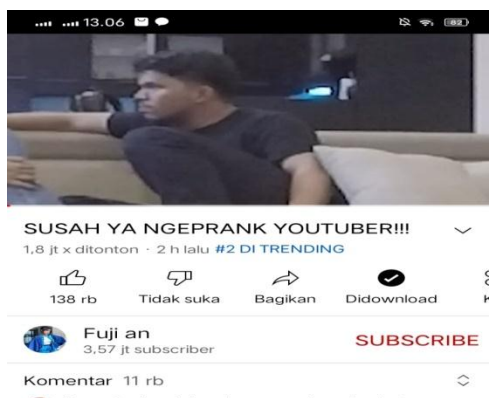 13.06
82
SUSAH YA NGEPRANK YOUTUBER!!!
1,8 jt x ditonton · 2 h lalu #2 DI TRENDING
138 rb Tidak suka Bagikan Didownload
Fuji an
3,57 jt subscriber
SUBSCRIBE
Komentar 11 rb